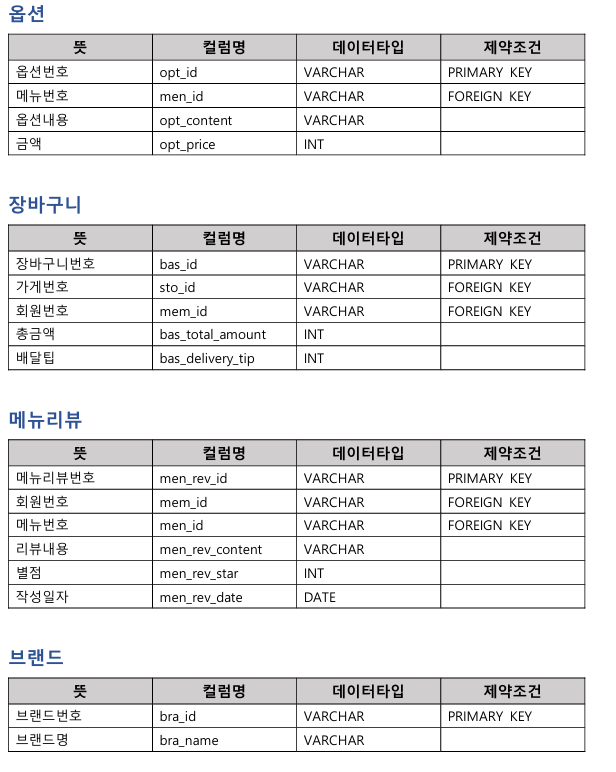 옵션
뜻 컬럼명 데이터타입 제약조건
옵션번호 opt_id VARCHAR PRIMARY KEY
메뉴번호 men_id VARCHAR FOREIGN KEY
옵션내용 opt_content VARCHAR
금액 opt_price INT
장바구니
뜻 컬럼명 데이터타입 제약조건
장바구니번호 bas_id VARCHAR PRIMARY KEY
가게번호 sto_id VARCHAR FOREIGN KEY
회원번호 mem_id VARCHAR FOREIGN KEY
총금액 bas_total_amount INT
배달팁 bas_delivery_tip INT
메뉴리뷰
뜻 컬럼명 데이터타입 제약조건
메뉴리뷰번호 men_rev_id VARCHAR PRIMARY KEY
회원번호 mem_id VARCHAR FOREIGN KEY
메뉴번호 men_id VARCHAR FOREIGN KEY
리뷰내용 men_rev_content VARCHAR
별점 men_rev_star INT
작성일자 men_rev_date DATE
브랜드
뜻 컬럼명 데이터타입 제약조건
브랜드번호 bra_id VARCHAR PRIMARY KEY
브랜드명 bra_name VARCHAR